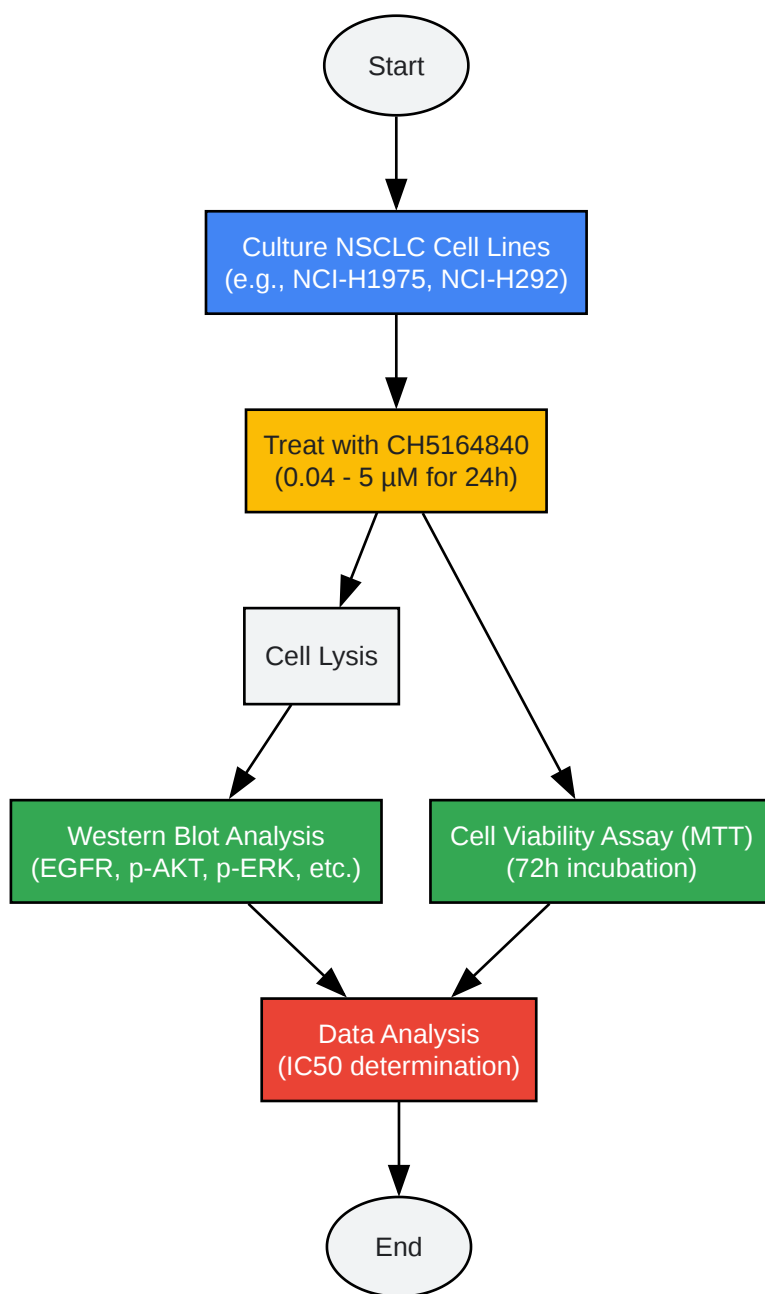 Start
Culture NSCLC Cell Lines
(e.g., NCI-H1975, NCI-H292)
Treat with CH5164840
(0.04 - 5 µM for 24h)
Cell Lysis
Western Blot Analysis
(EGFR, p-AKT, p-ERK, etc.)
Cell Viability Assay (MTT)
(72h incubation)
Data Analysis
(IC50 determination)
End